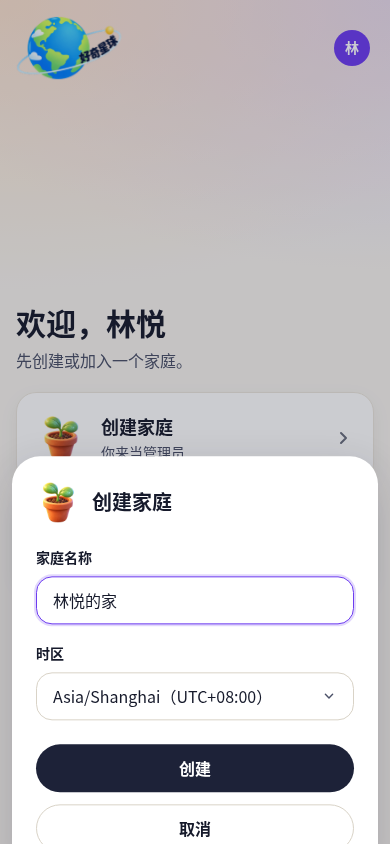 好奇星球
林
欢迎，林悦
先创建或加入一个家庭。
创建家庭
你来当管理员
创建家庭
家庭名称
林悦的家
时区
Asia/Shanghai（UTC+08:00）
创建
取消